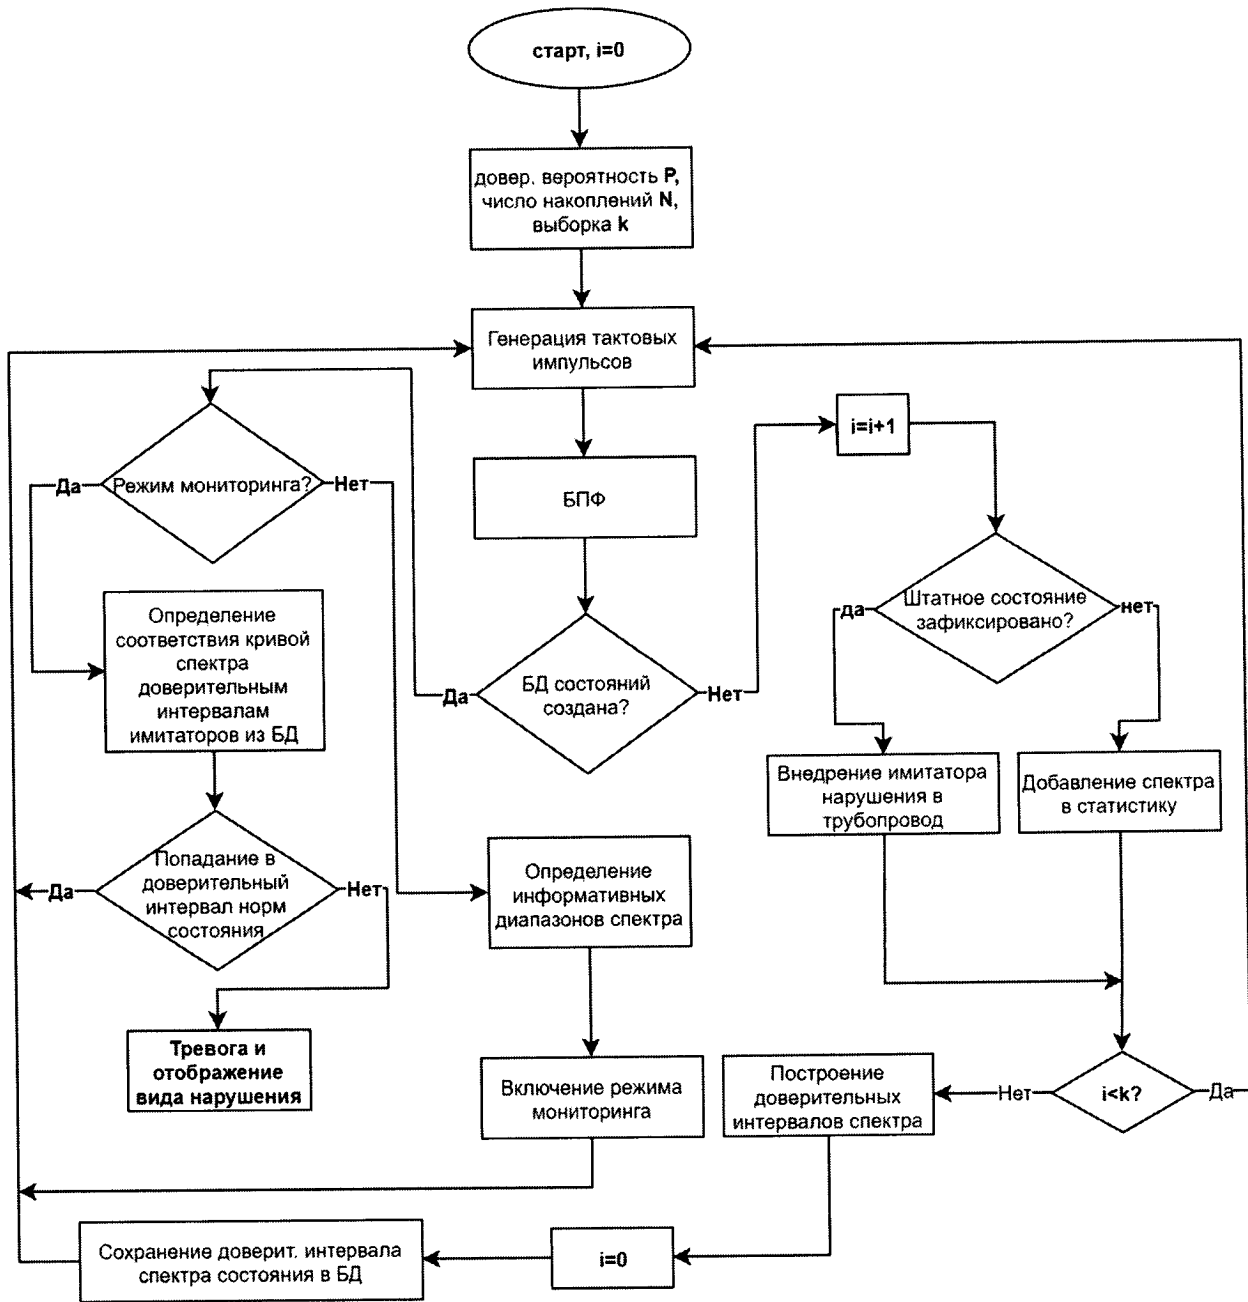 старт, i=0
довер. вероятность P,
число накоплений N,
выборка k
Генерация тактовых
импульсов
i=i+1
Да
Режим мониторинга?
Нет
БПФ
Определение
соответствия кривой
спектра
доверительным
интервалам
имитаторов из БД
да
Штатное состояние
зафиксировано?
нет
Да
БД состояний
создана?
Нет
Внедрение имитатора
нарушения в
трубопровод
Добавление спектра
в статистику
Да
Попадание в
доверительный
интервал норм
состояния
Нет
Определение
информативных
диапазонов спектра
Тревога и
отображение
вида нарушения
Включение режима
мониторинга
Построение
доверительных
интервалов спектра
Нет
i<k?
Да
Сохранение доверит. интервала
спектра состояния в БД
i=0